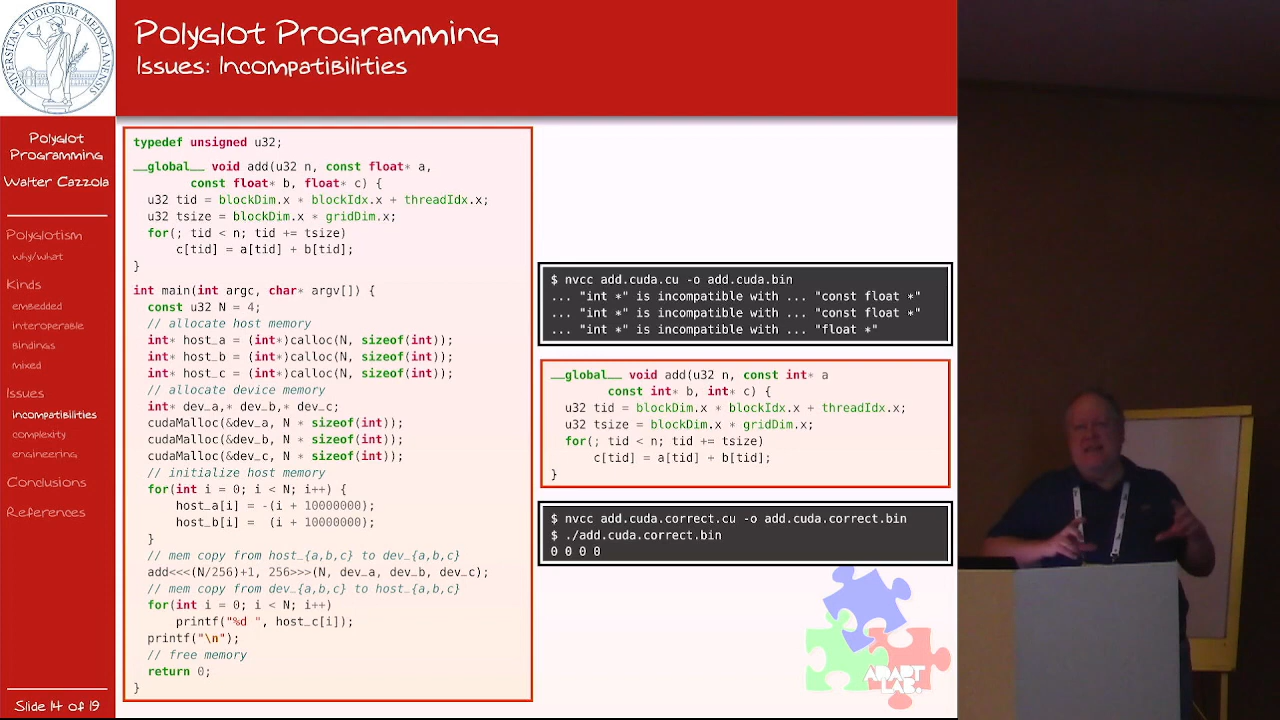 UNIVERSITAS STUDIORUM MEDIOLANENSIS
Polyglot Programming
Issues: Incompatibilities
Polyglot
Programming
Walter Cazzola
Polyglotism
why/what
Kinds
embedded
interoperable
bindings
mixed
Issues
incompatibilities
complexity
engineering
Conclusions
References
Slide 14 of 19
typedef unsigned u32;
__global__ void add(u32 n, const float* a,
const float* b, float* c) {
u32 tid = blockDim.x * blockIdx.x + threadIdx.x;
u32 tsize = blockDim.x * gridDim.x;
for(; tid < n; tid += tsize)
c[tid] = a[tid] + b[tid];
}
int main(int argc, char* argv[]) {
const u32 N = 4;
// allocate host memory
int* host_a = (int*)calloc(N, sizeof(int));
int* host_b = (int*)calloc(N, sizeof(int));
int* host_c = (int*)calloc(N, sizeof(int));
// allocate device memory
int* dev_a,* dev_b,* dev_c;
cudaMalloc(&dev_a, N * sizeof(int));
cudaMalloc(&dev_b, N * sizeof(int));
cudaMalloc(&dev_c, N * sizeof(int));
// initialize host memory
for(int i = 0; i < N; i++) {
host_a[i] = -(i + 10000000);
host_b[i] =  (i + 10000000);
}
// mem copy from host_{a,b,c} to dev_{a,b,c}
add<<<(N/256)+1, 256>>>(N, dev_a, dev_b, dev_c);
// mem copy from dev_{a,b,c} to host_{a,b,c}
for(int i = 0; i < N; i++)
printf("%d ", host_c[i]);
printf("\n");
// free memory
return 0;
}
$ nvcc add.cuda.cu -o add.cuda.bin
... "int *" is incompatible with ... "const float *"
... "int *" is incompatible with ... "const float *"
... "int *" is incompatible with ... "float *"
__global__ void add(u32 n, const int* a
const int* b, int* c) {
u32 tid = blockDim.x * blockIdx.x + threadIdx.x;
u32 tsize = blockDim.x * gridDim.x;
for(; tid < n; tid += tsize)
c[tid] = a[tid] + b[tid];
}
$ nvcc add.cuda.correct.cu -o add.cuda.correct.bin
$ ./add.cuda.correct.bin
0 0 0 0
ADAPT
LAB.